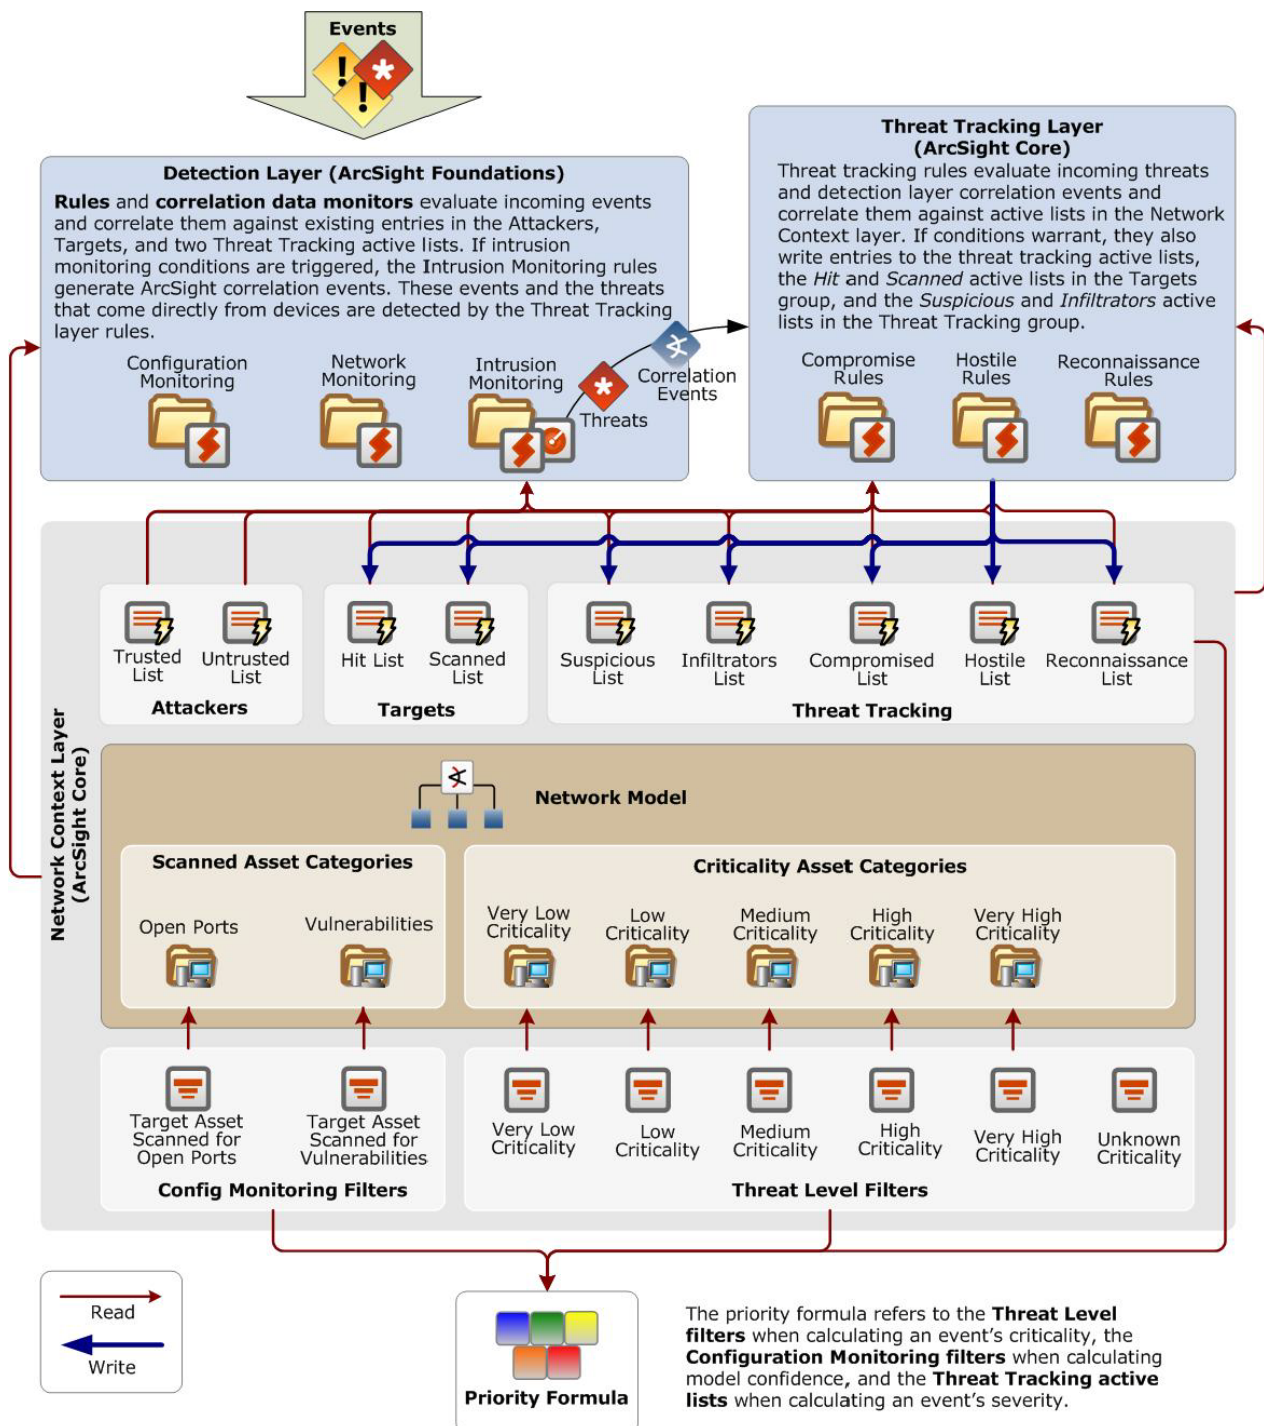 Events
Detection Layer (ArcSight Foundations)
Rules and correlation data monitors evaluate incoming events
and correlate them against existing entries in the Attackers,
Targets, and two Threat Tracking active lists. If intrusion
monitoring conditions are triggered, the Intrusion Monitoring rules
generate ArcSight correlation events. These events and the threats
that come directly from devices are detected by the Threat Tracking
layer rules.
Configuration
Monitoring
Network
Monitoring
Intrusion
Monitoring
Threats
Correlation
Events
Threat Tracking Layer
(ArcSight Core)
Threat tracking rules evaluate incoming threats
and detection layer correlation events and
correlate them against active lists in the Network
Context layer. If conditions warrant, they also
write entries to the threat tracking active lists,
the Hit and Scanned active lists in the Targets
group, and the Suspicious and Infiltrators active
lists in the Threat Tracking group.
Compromise
Rules
Hostile
Rules
Reconnaissance
Rules
Network Context Layer
(ArcSight Core)
Trusted
List
Untrusted
List
Attackers
Hit List
Scanned
List
Targets
Suspicious
List
Infiltrators
List
Compromised
List
Hostile
List
Reconnaissance
List
Threat Tracking
Network Model
Scanned Asset Categories
Open Ports
Vulnerabilities
Criticality Asset Categories
Very Low
Criticality
Low
Criticality
Medium
Criticality
High
Criticality
Very High
Criticality
Target Asset
Scanned for
Open Ports
Target Asset
Scanned for
Vulnerabilities
Config Monitoring Filters
Very Low
Criticality
Low
Criticality
Medium
Criticality
High
Criticality
Very High
Criticality
Unknown
Criticality
Threat Level Filters
Read
Write
Priority Formula
The priority formula refers to the Threat Level
filters when calculating an event's criticality, the
Configuration Monitoring filters when calculating
model confidence, and the Threat Tracking active
lists when calculating an event's severity.